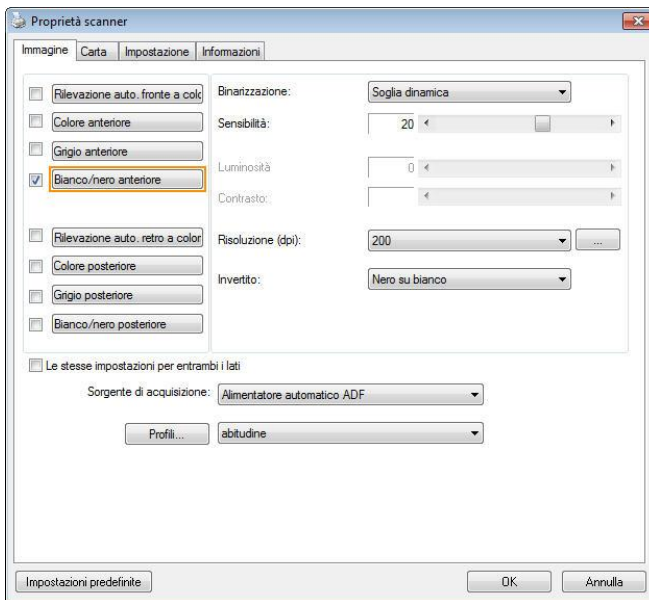 Proprietà scanner
Immagine Carta Impostazione Informazioni
Rilevazione auto. fronte a colo
Binarizzazione: Soglia dinamica
Colore anteriore
Sensibilità: 20
Grigio anteriore
Luminosità 0
Bianco/nero anteriore
Contrasto:
Rilevazione auto. retro a color
Risoluzione (dpi): 200 ...
Colore posteriore
Invertito: Nero su bianco
Grigio posteriore
Bianco/nero posteriore
Le stesse impostazioni per entrambi i lati
Sorgente di acquisizione: Alimentatore automatico ADF
Profili... abitudine
Impostazioni predefinite OK Annulla